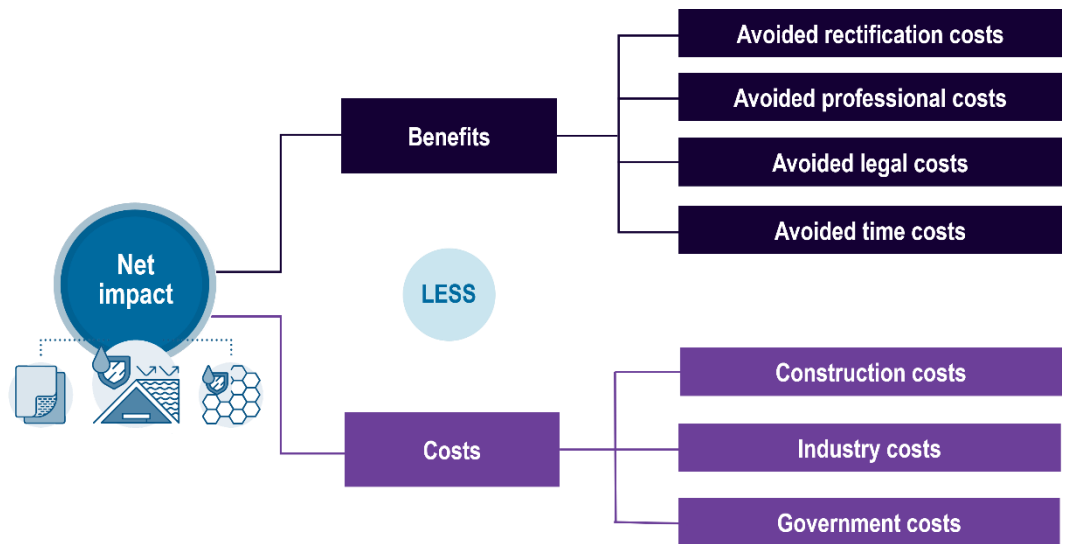 Net
impact
Benefits
Avoided rectification costs
Avoided professional costs
Avoided legal costs
Avoided time costs
LESS
Costs
Construction costs
Industry costs
Government costs